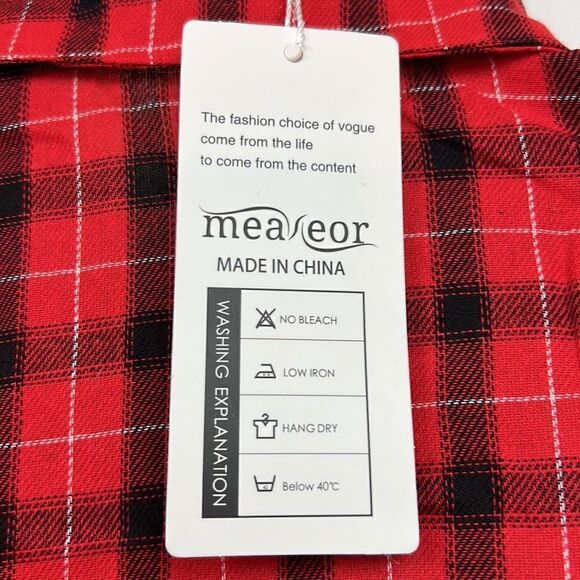 The fashion choice of vogue
come from the life
to come from the content
meaneor
MADE IN CHINA
WASHING EXPLANATION
NO BLEACH
LOW IRON
HANG DRY
Below 40℃